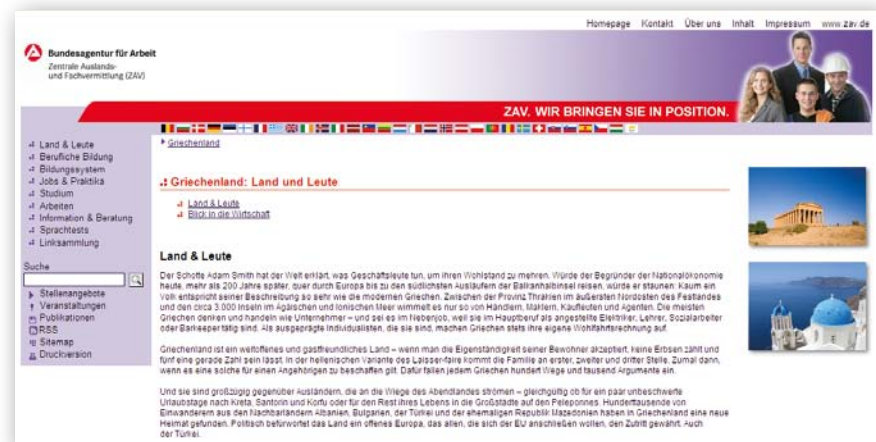 Homepage Kontakt Über uns Inhalt Impressum www.zav.de
Bundesagentur für Arbeit
Zentrale Auslands-
und Fachvermittlung (ZAV)
ZAV. WIR BRINGEN SIE IN POSITION.
Land & Leute
Berufliche Bildung
Bildungssystem
Jobs & Praktika
Studium
Arbeiten
Information & Beratung
Sprachtests
Linksammlung
Suche
Stellenangebote
Veranstaltungen
Publikationen
RSS
Sitemap
Druckversion
Griechenland
Griechenland: Land und Leute
Land & Leute
Blick in die Wirtschaft
Land & Leute
Der Schotte Adam Smith hat der Welt erklärt, was Geschäftsleute tun, um ihren Wohlstand zu mehren. Würde der Begründer der Nationalökonomie
heute, mehr als 200 Jahre später, quer durch Europa bis zu den südlichsten Ausläufern der Balkanhalbinsel reisen, würde er staunen: Kaum ein
Volk entspricht seiner Beschreibung so sehr wie die modernen Griechen. Zwischen der Provinz Thrakien im äußersten Nordosten des Festlandes
und den circa 3.000 Inseln im Ägäischen und Ionischen Meer wimmelt es nur so von Händlern, Maklern, Kaufleuten und Agenten. Die meisten
Griechen denken und handeln wie Unternehmer – und sei es im Nebenjob, weil sie im Hauptberuf als angestellte Elektriker, Lehrer, Sozialarbeiter
oder Barkeeper tätig sind. Als ausgeprägte Individualisten, die sie sind, machen Griechen stets ihre eigene Wohlfahrtsrechnung auf.
Griechenland ist ein weltoffenes und gastfreundliches Land – wenn man die Eigenständigkeit seiner Bewohner akzeptiert, keine Erbsen zählt und
fünf eine gerade Zahl sein lässt. In der hellenischen Variante des Laisser-faire kommt die Familie an erster, zweiter und dritter Stelle. Zumal dann,
wenn es eine solche für einen Angehörigen zu beschaffen gilt. Dafür fallen jedem Griechen hundert Wege und tausend Argumente ein.
Und sie sind großzügig gegenüber Ausländern, die an die Wiege des Abendlandes strömen – gleichgültig ob für ein paar unbeschwerte
Urlaubstage nach Kreta, Santorin und Korfu oder für den Rest ihres Lebens in die Großstädte auf den Peleponnes. Hunderttausende von
Einwanderern aus den Nachbarländern Albanien, Bulgarien, der Türkei und der ehemaligen Republik Mazedonien haben in Griechenland eine neue
Heimat gefunden. Politisch befürwortet das Land ein offenes Europa, das allen, die sich der EU anschließen wollen, den Zutritt gewährt. Auch
der Türkei.